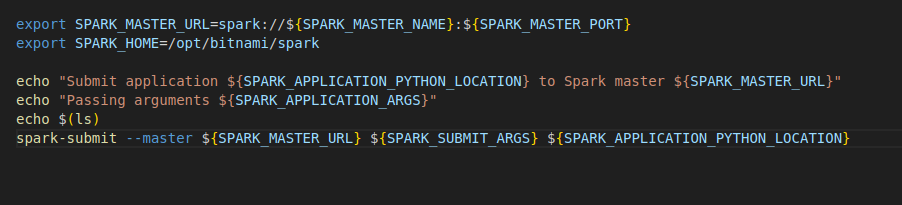 export SPARK_MASTER_URL=spark://${SPARK_MASTER_NAME}:${SPARK_MASTER_PORT}
export SPARK_HOME=/opt/bitnami/spark
echo "Submit application ${SPARK_APPLICATION_PYTHON_LOCATION} to Spark master ${SPARK_MASTER_URL}"
echo "Passing arguments ${SPARK_APPLICATION_ARGS}"
echo $(ls)
spark-submit --master ${SPARK_MASTER_URL} ${SPARK_SUBMIT_ARGS} ${SPARK_APPLICATION_PYTHON_LOCATION}